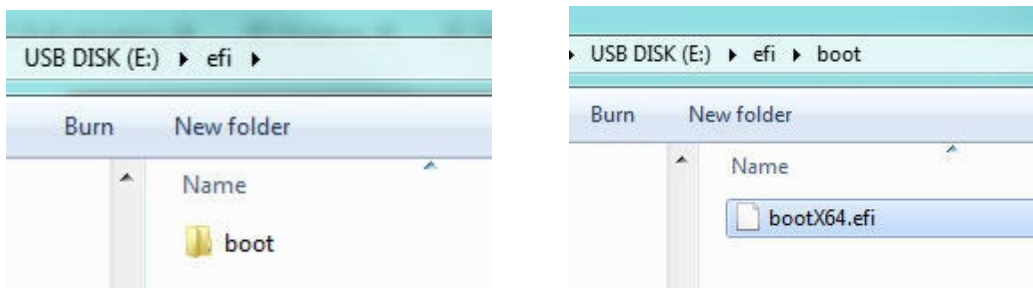 USB DISK (E:) ▸ efi ▸
Burn New folder
Name
boot
▸ USB DISK (E:) ▸ efi ▸ boot
Burn New folder
Name
bootX64.efi